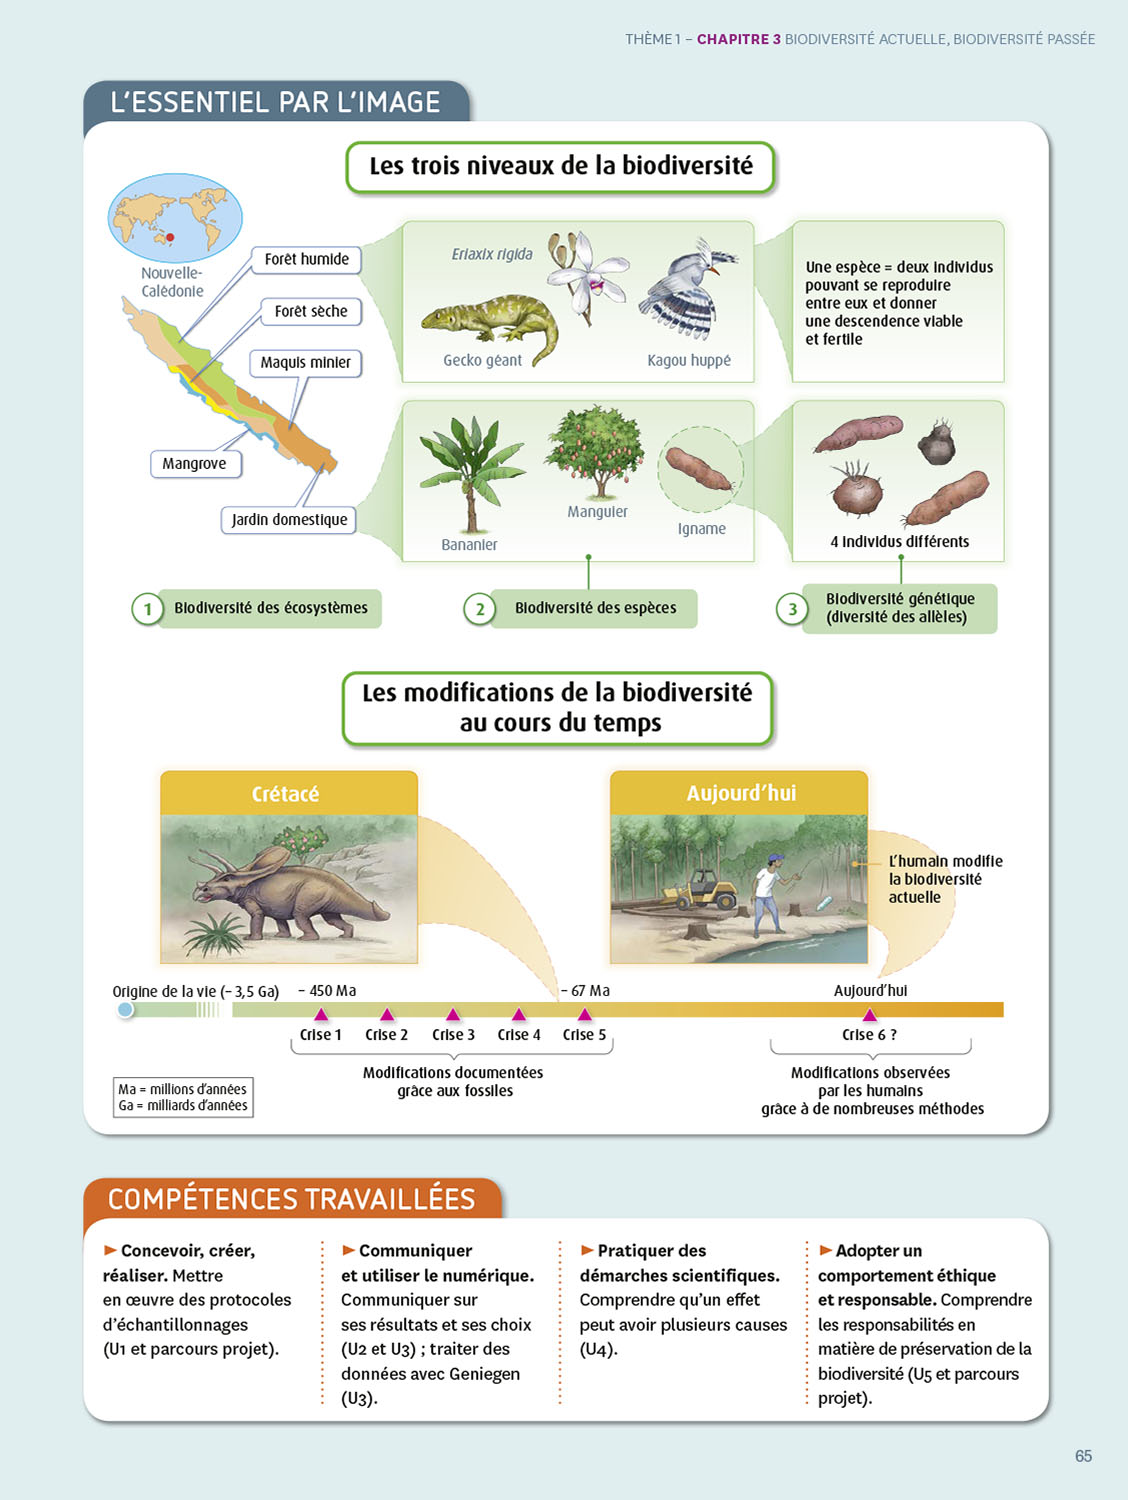 THÈME 1 – CHAPITRE 3 BIODIVERSITÉ ACTUELLE, BIODIVERSITÉ PASSÉE
L'ESSENTIEL PAR L'IMAGE
Les trois niveaux de la biodiversité
Nouvelle-
Calédonie
Forêt humide
Forêt sèche
Maquis minier
Mangrove
Jardin domestique
Eriaxix rigida
Gecko géant
Kagou huppé
Une espèce = deux individus
pouvant se reproduire
entre eux et donner
une descendence viable
et fertile
Bananier
Manguier
Igname
4 individus différents
1 Biodiversité des écosystèmes
2 Biodiversité des espèces
3 Biodiversité génétique
(diversité des allèles)
Les modifications de la biodiversité
au cours du temps
Crétacé
Aujourd'hui
L'humain modifie
la biodiversité
actuelle
Origine de la vie (– 3,5 Ga)
– 450 Ma
– 67 Ma
Aujourd'hui
Crise 1
Crise 2
Crise 3
Crise 4
Crise 5
Crise 6 ?
Modifications documentées
grâce aux fossiles
Modifications observées
par les humains
grâce à de nombreuses méthodes
Ma = millions d'années
Ga = milliards d'années
COMPÉTENCES TRAVAILLÉES
► Concevoir, créer,
réaliser. Mettre
en œuvre des protocoles
d'échantillonnages
(U1 et parcours projet).
► Communiquer
et utiliser le numérique.
Communiquer sur
ses résultats et ses choix
(U2 et U3) ; traiter des
données avec Geniegen
(U3).
► Pratiquer des
démarches scientifiques.
Comprendre qu'un effet
peut avoir plusieurs causes
(U4).
► Adopter un
comportement éthique
et responsable. Comprendre
les responsabilités en
matière de préservation de la
biodiversité (U5 et parcours
projet).
65